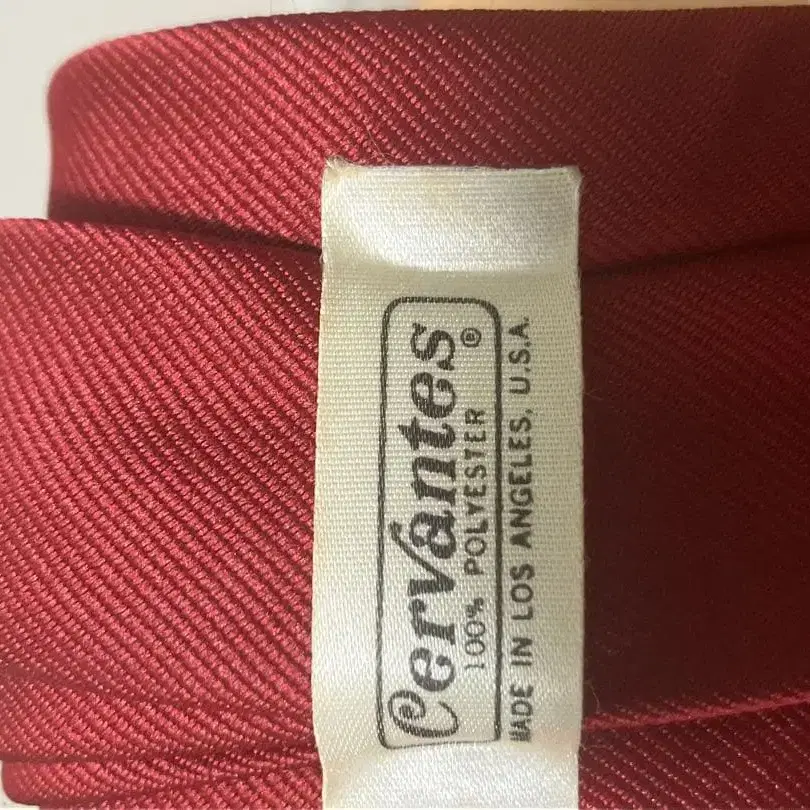 Cervantes®
100% POLYESTER
MADE IN LOS ANGELES, U.S.A.